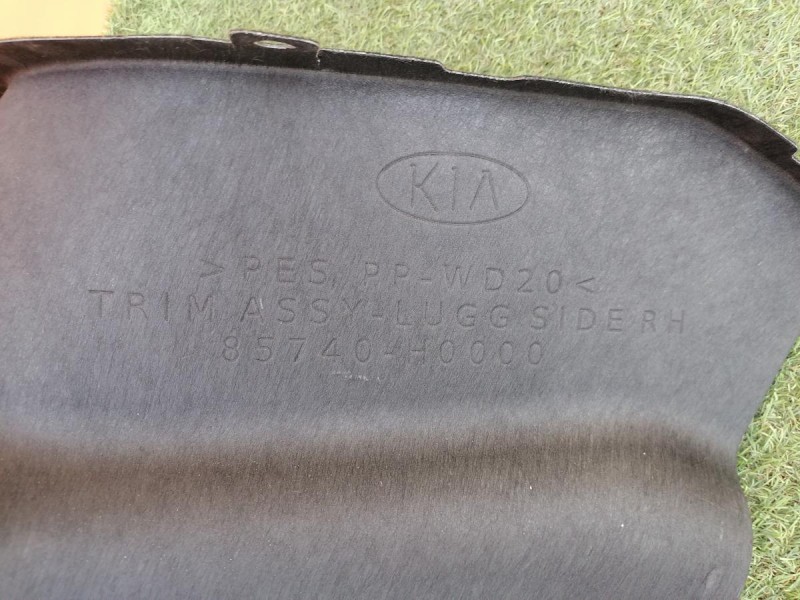 KIA
>PES, PP-WD20<
TRIM ASSY-LUGG SIDE RH
85740-H0000